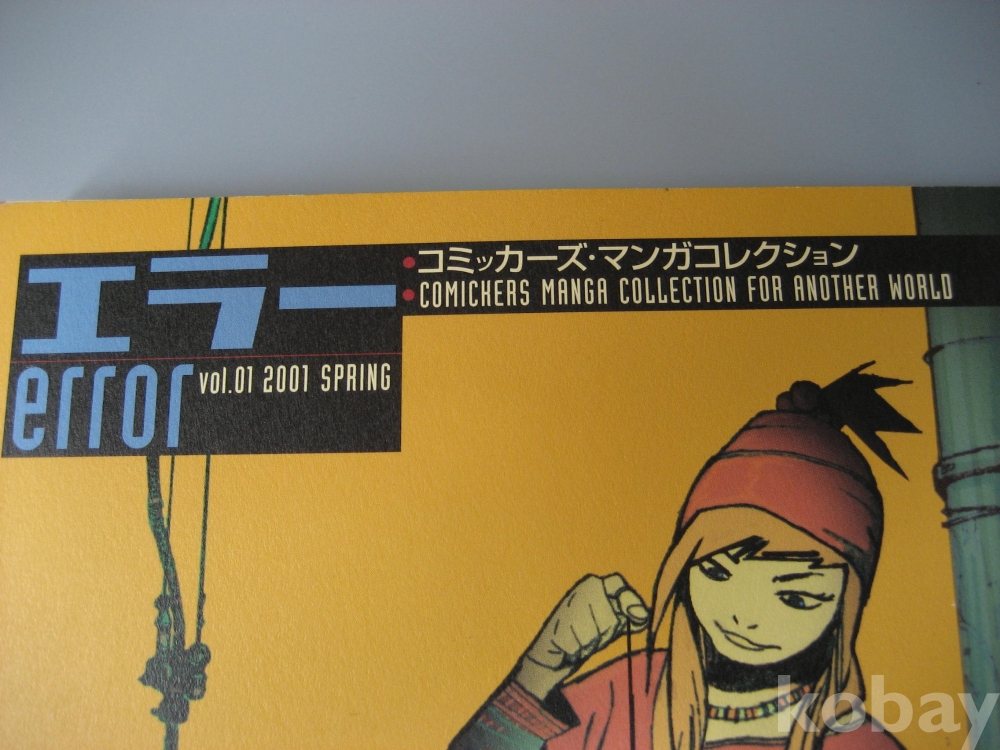 エラー
error
vol.01 2001 SPRING
●コミッカーズ・マンガコレクション
●COMICKERS MANGA COLLECTION FOR ANOTHER WORLD
kobay